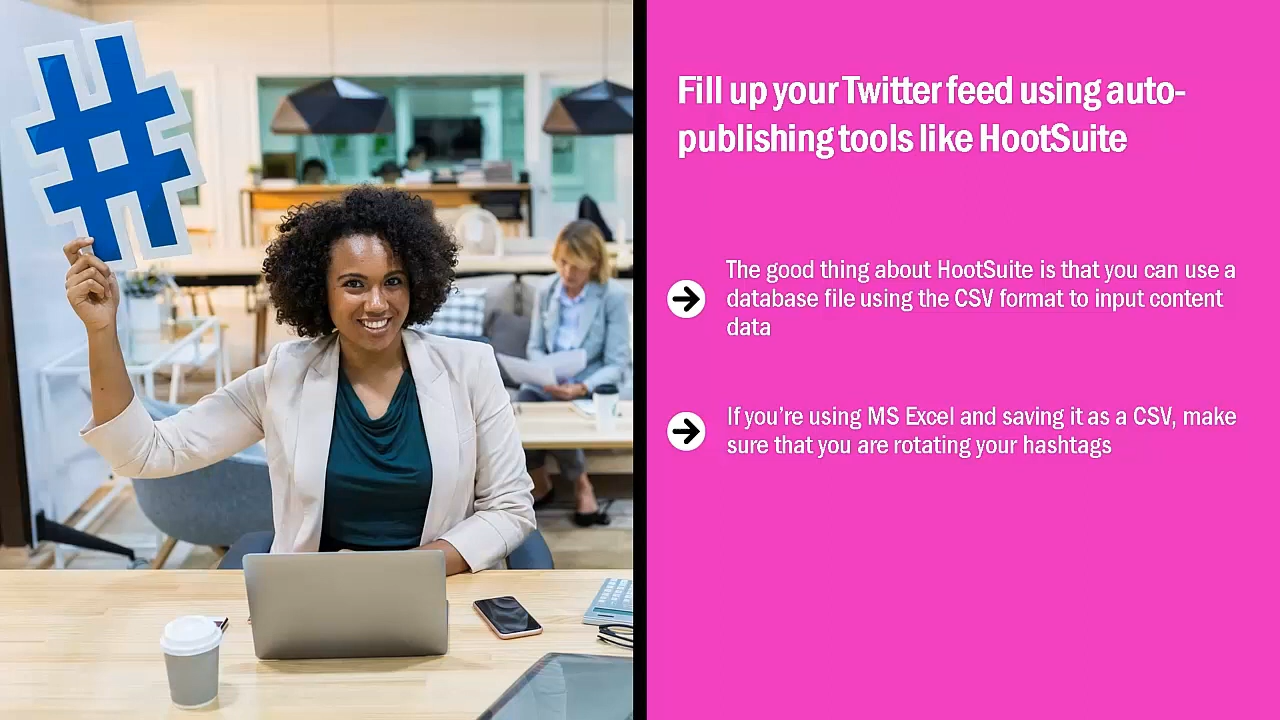 Fill up your Twitter feed using auto-
publishing tools like HootSuite
The good thing about HootSuite is that you can use a
database file using the CSV format to input content
data
If you’re using MS Excel and saving it as a CSV, make
sure that you are rotating your hashtags